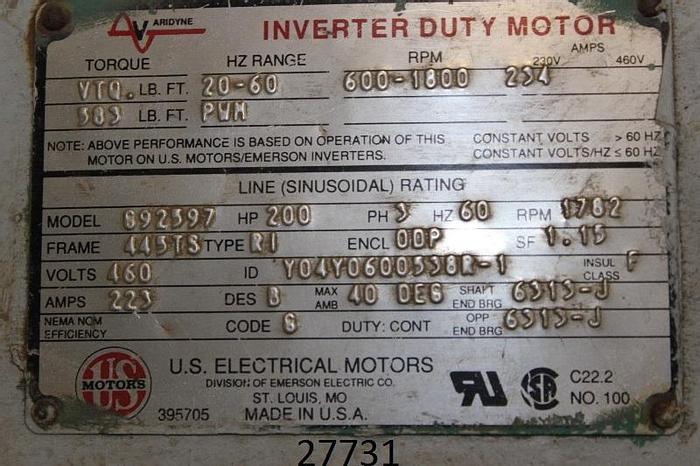 VARIDYNE INVERTER DUTY MOTOR
TORQUE HZ RANGE RPM 230V AMPS 460V
VTQ. LB. FT. 20-60 600-1800 254
583 LB. FT. PWM
NOTE: ABOVE PERFORMANCE IS BASED ON OPERATION OF THIS CONSTANT VOLTS > 60 HZ
MOTOR ON U.S. MOTORS/EMERSON INVERTERS. CONSTANT VOLTS/HZ ≤ 60 HZ
LINE (SINUSOIDAL) RATING
MODEL 892397 HP 200 PH 3 HZ 60 RPM 1782
FRAME 445TS TYPE RI ENCL ODP SF 1.15
VOLTS 460 ID Y04Y0600538R-1 INSUL CLASS F
AMPS 223 DES B MAX AMB 40 DEG SHAFT END BRG 6313-J
NEMA NOM EFFICIENCY CODE G DUTY: CONT OPP END BRG 6313-J
US MOTORS
U.S. ELECTRICAL MOTORS
DIVISION OF EMERSON ELECTRIC CO.
ST. LOUIS, MO
395705 MADE IN U.S.A.
C22.2
NO. 100
27731